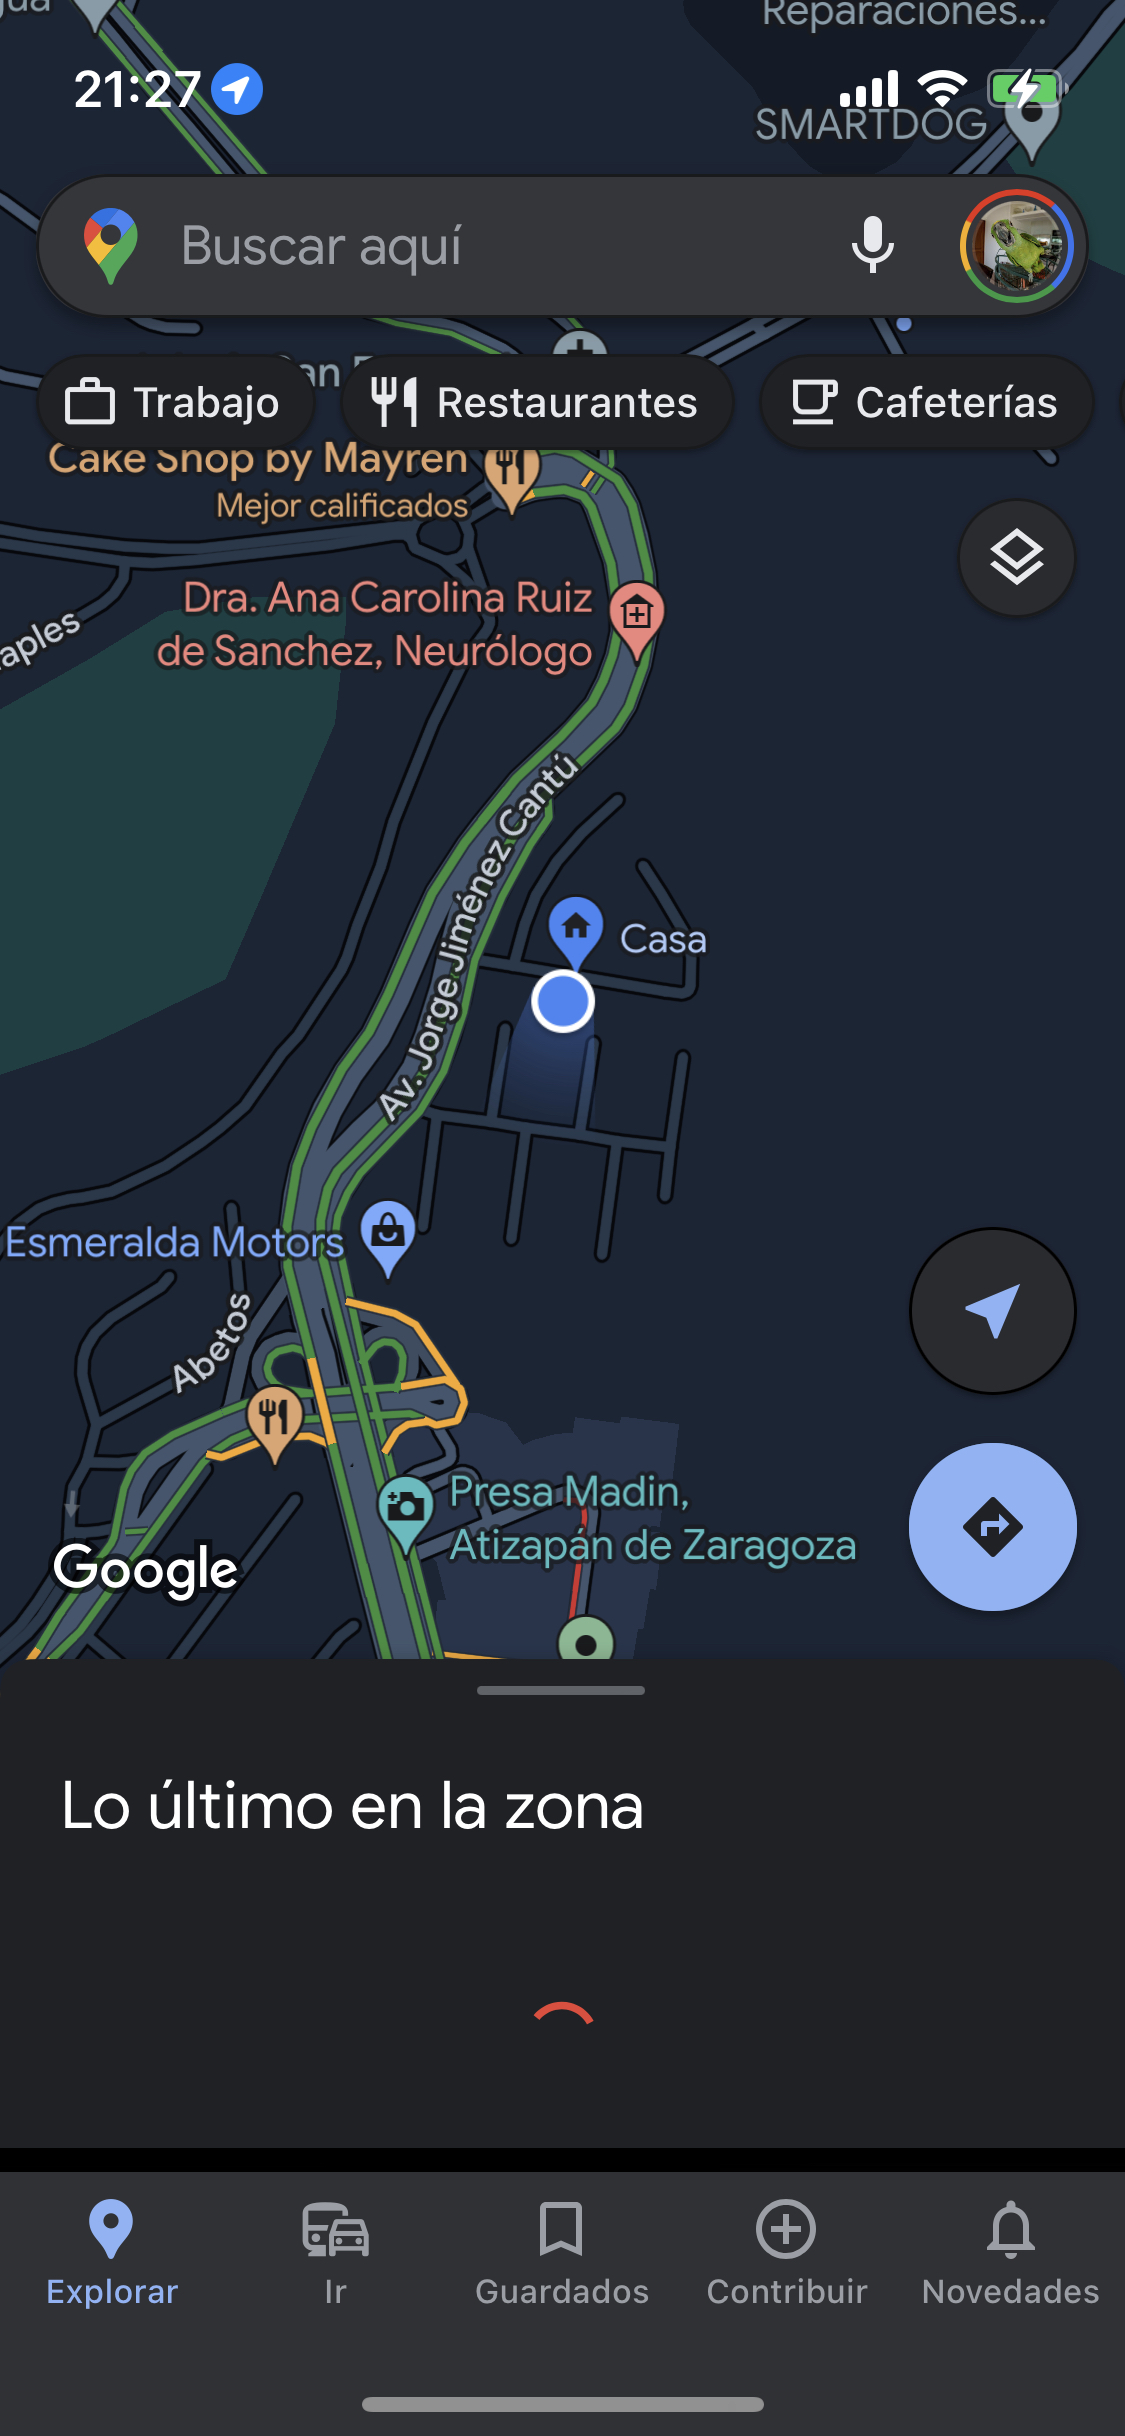 Reparaciones...
21:27
SMARTDOG
Buscar aquí
Trabajo
Restaurantes
Cafeterías
Cake Shop by Mayren
Mejor calificados
Dra. Ana Carolina Ruiz
de Sanchez, Neurólogo
Av. Jorge Jiménez Cantú
Casa
Esmeralda Motors
Abetos
Presa Madin,
Atizapán de Zaragoza
Google
Lo último en la zona
Explorar
Ir
Guardados
Contribuir
Novedades